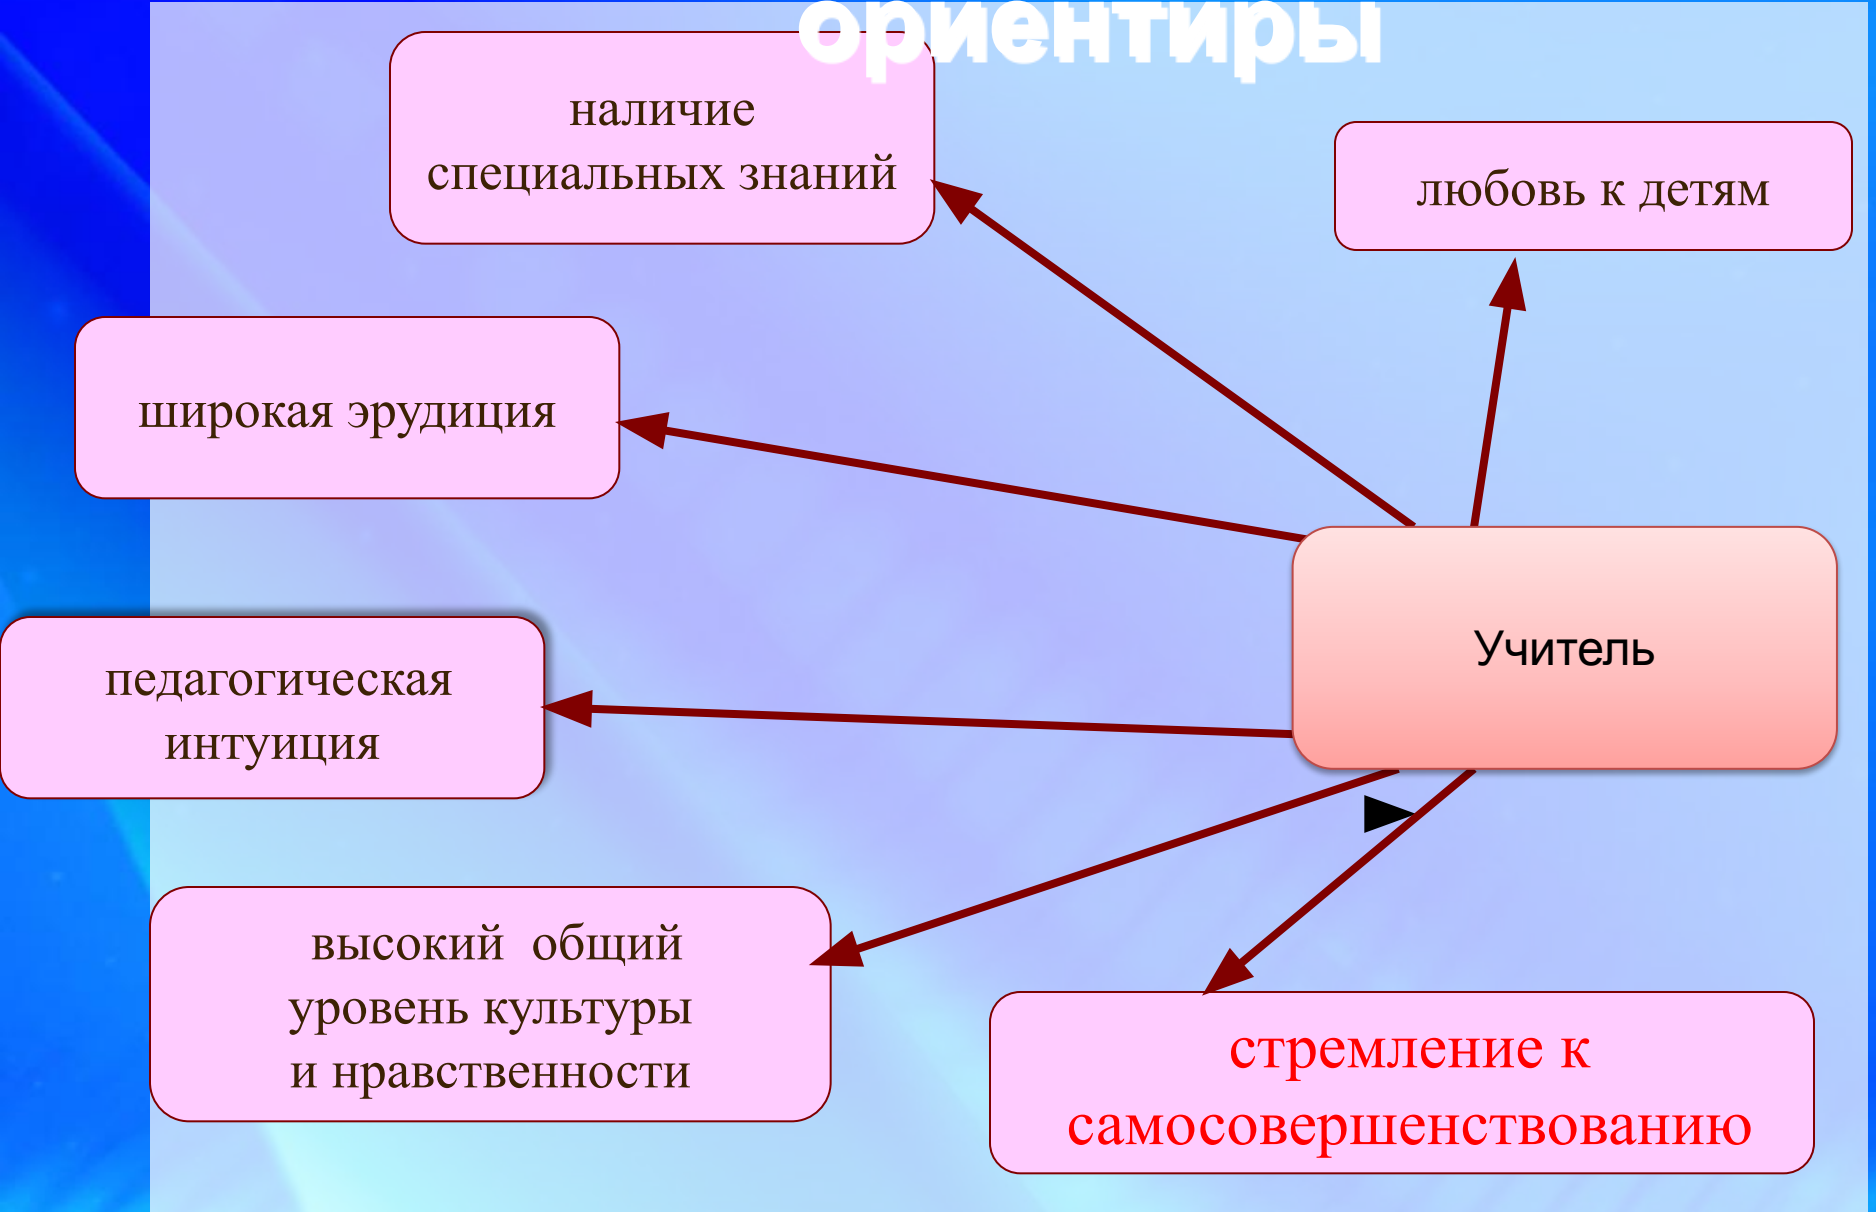 ориентиры
наличие
специальных знаний
любовь к детям
широкая эрудиция
Учитель
педагогическая
интуиция
высокий общий
уровень культуры
и нравственности
стремление к
самосовершенствованию